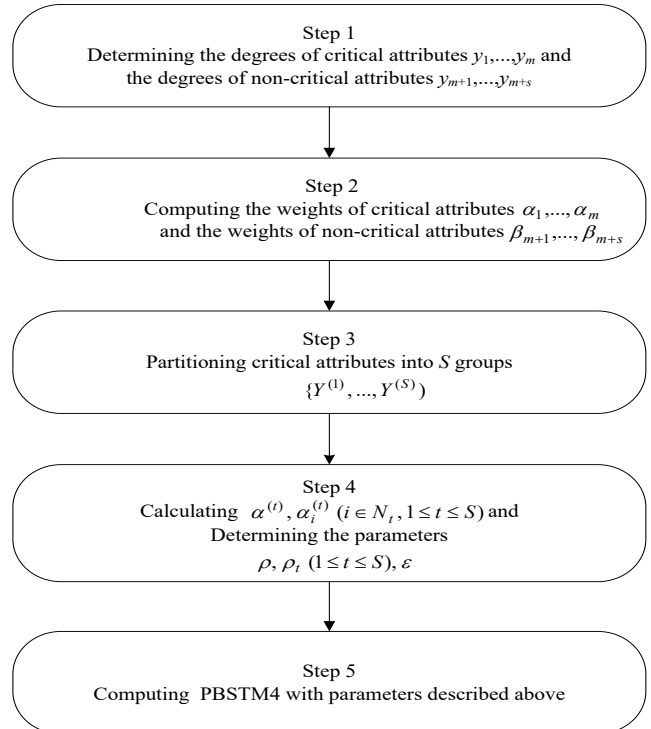 Step 1
Determining the degrees of critical attributes y₁,...,yₘ and
the degrees of non-critical attributes yₘ₊₁,...,yₘ₊ₛ
Step 2
Computing the weights of critical attributes α₁,...,αₘ
and the weights of non-critical attributes βₘ₊₁,...,βₘ₊ₛ
Step 3
Partitioning critical attributes into S groups
{Y⁽¹⁾,...,Y⁽ˢ⁾)
Step 4
Calculating α⁽ᵗ⁾, αᵢ⁽ᵗ⁾ (i ∈ Nₜ, 1 ≤ t ≤ S) and
Determining the parameters
ρ, ρₜ (1 ≤ t ≤ S), ε
Step 5
Computing PBSTM4 with parameters described above